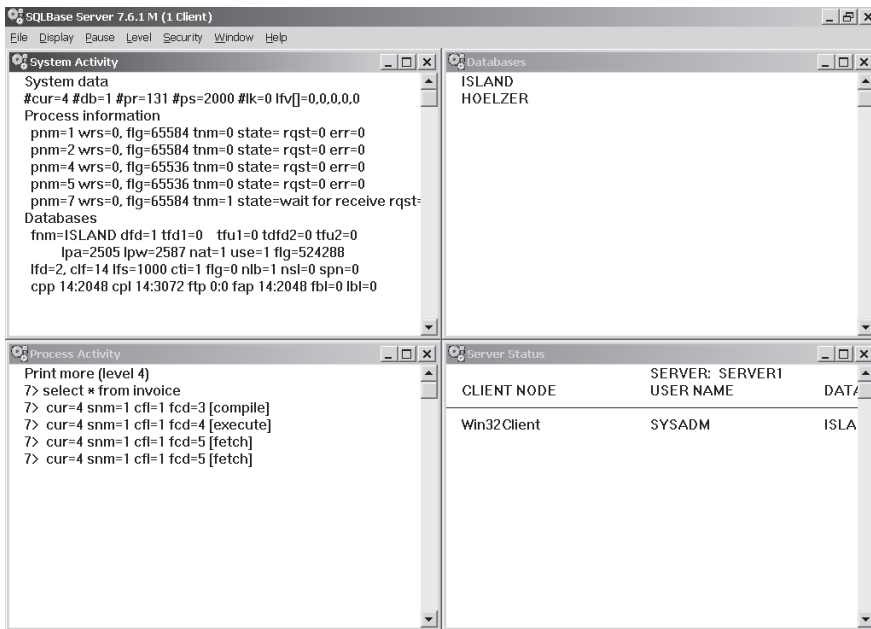 SQLBase Server 7.6.1 M (1 Client)
File Display Pause Level Security Window Help
System Activity
System data
#cur=4 #db=1 #pr=131 #ps=2000 #lk=0 lfv[]=0,0,0,0,0
Process information
pnm=1 wrs=0, flg=65584 tnm=0 state= rqst=0 err=0
pnm=2 wrs=0, flg=65584 tnm=0 state= rqst=0 err=0
pnm=4 wrs=0, flg=65536 tnm=0 state= rqst=0 err=0
pnm=5 wrs=0, flg=65536 tnm=0 state= rqst=0 err=0
pnm=7 wrs=0, flg=65584 tnm=1 state=wait for receive rqst=
Databases
fnm=ISLAND dfd=1 tfd1=0 tfu1=0 tdfd2=0 tfu2=0
lpa=2505 lpw=2587 nat=1 use=1 flg=524288
lfd=2, clf=14 lfs=1000 cti=1 flg=0 nlb=1 nsl=0 spn=0
cpp 14:2048 cpl 14:3072 ftp 0:0 fap 14:2048 fbl=0 lbl=0
Databases
ISLAND
HOELZER
Process Activity
Print more (level 4)
7> select * from invoice
7> cur=4 snm=1 cfl=1 fcd=3 [compile]
7> cur=4 snm=1 cfl=1 fcd=4 [execute]
7> cur=4 snm=1 cfl=1 fcd=5 [fetch]
7> cur=4 snm=1 cfl=1 fcd=5 [fetch]
Server Status
SERVER: SERVER1
CLIENT NODE USER NAME DATA
Win32Client SYSADM ISLA